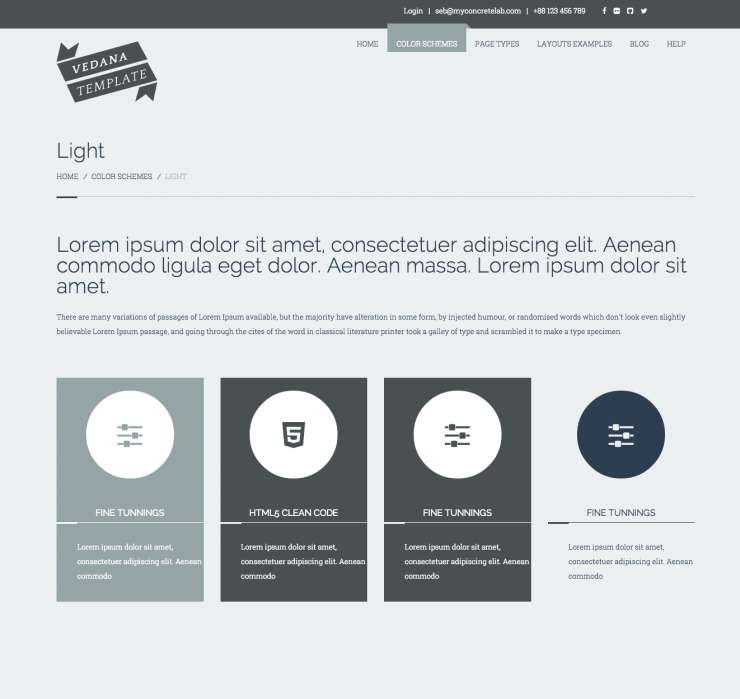 Login | seb@myconcretelab.com | +88 123 456 789
VEDANA
TEMPLATE
HOME COLOR SCHEMES PAGE TYPES LAYOUTS EXAMPLES BLOG HELP
Light
HOME / COLOR SCHEMES / LIGHT
Lorem ipsum dolor sit amet, consectetuer adipiscing elit. Aenean
commodo ligula eget dolor. Aenean massa. Lorem ipsum dolor sit
amet.
There are many variations of passages of Lorem Ipsum available, but the majority have alteration in some form, by injected humour, or randomised words which don't look even slightly
believable Lorem Ipsum passage, and going through the cites of the word in classical literature printer took a galley of type and scrambled it to make a type specimen.
FINE TUNNINGS
Lorem ipsum dolor sit amet,
consectetuer adipiscing elit. Aenean
commodo
HTML5 CLEAN CODE
Lorem ipsum dolor sit amet,
consectetuer adipiscing elit. Aenean
commodo
FINE TUNNINGS
Lorem ipsum dolor sit amet,
consectetuer adipiscing elit. Aenean
commodo
FINE TUNNINGS
Lorem ipsum dolor sit amet,
consectetuer adipiscing elit. Aenean
commodo